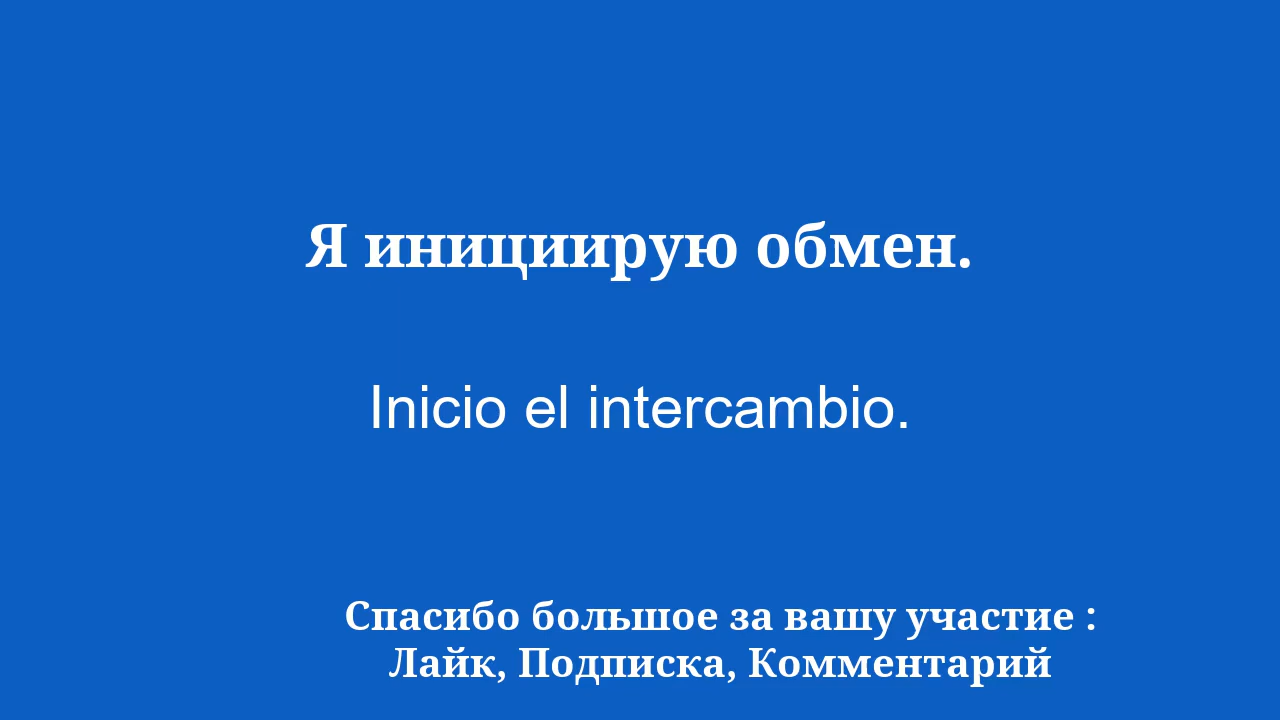 Я инициирую обмен.
Inicio el intercambio.
Спасибо большое за вашу участие :
Лайк, Подписка, Комментарий